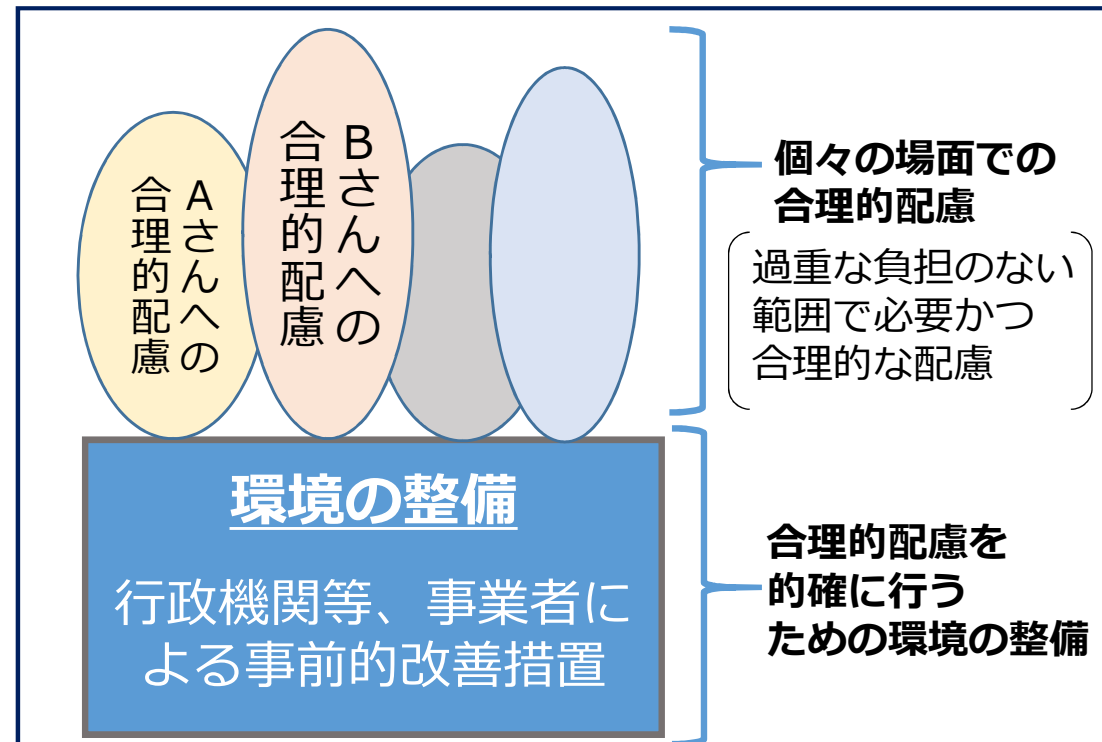 Aさんへの
合理的配慮
Bさんへの
合理的配慮
個々の場面での
合理的配慮
過重な負担のない
範囲で必要かつ
合理的な配慮
環境の整備
行政機関等、事業者に
よる事前的改善措置
合理的配慮を
的確に行う
ための環境の整備